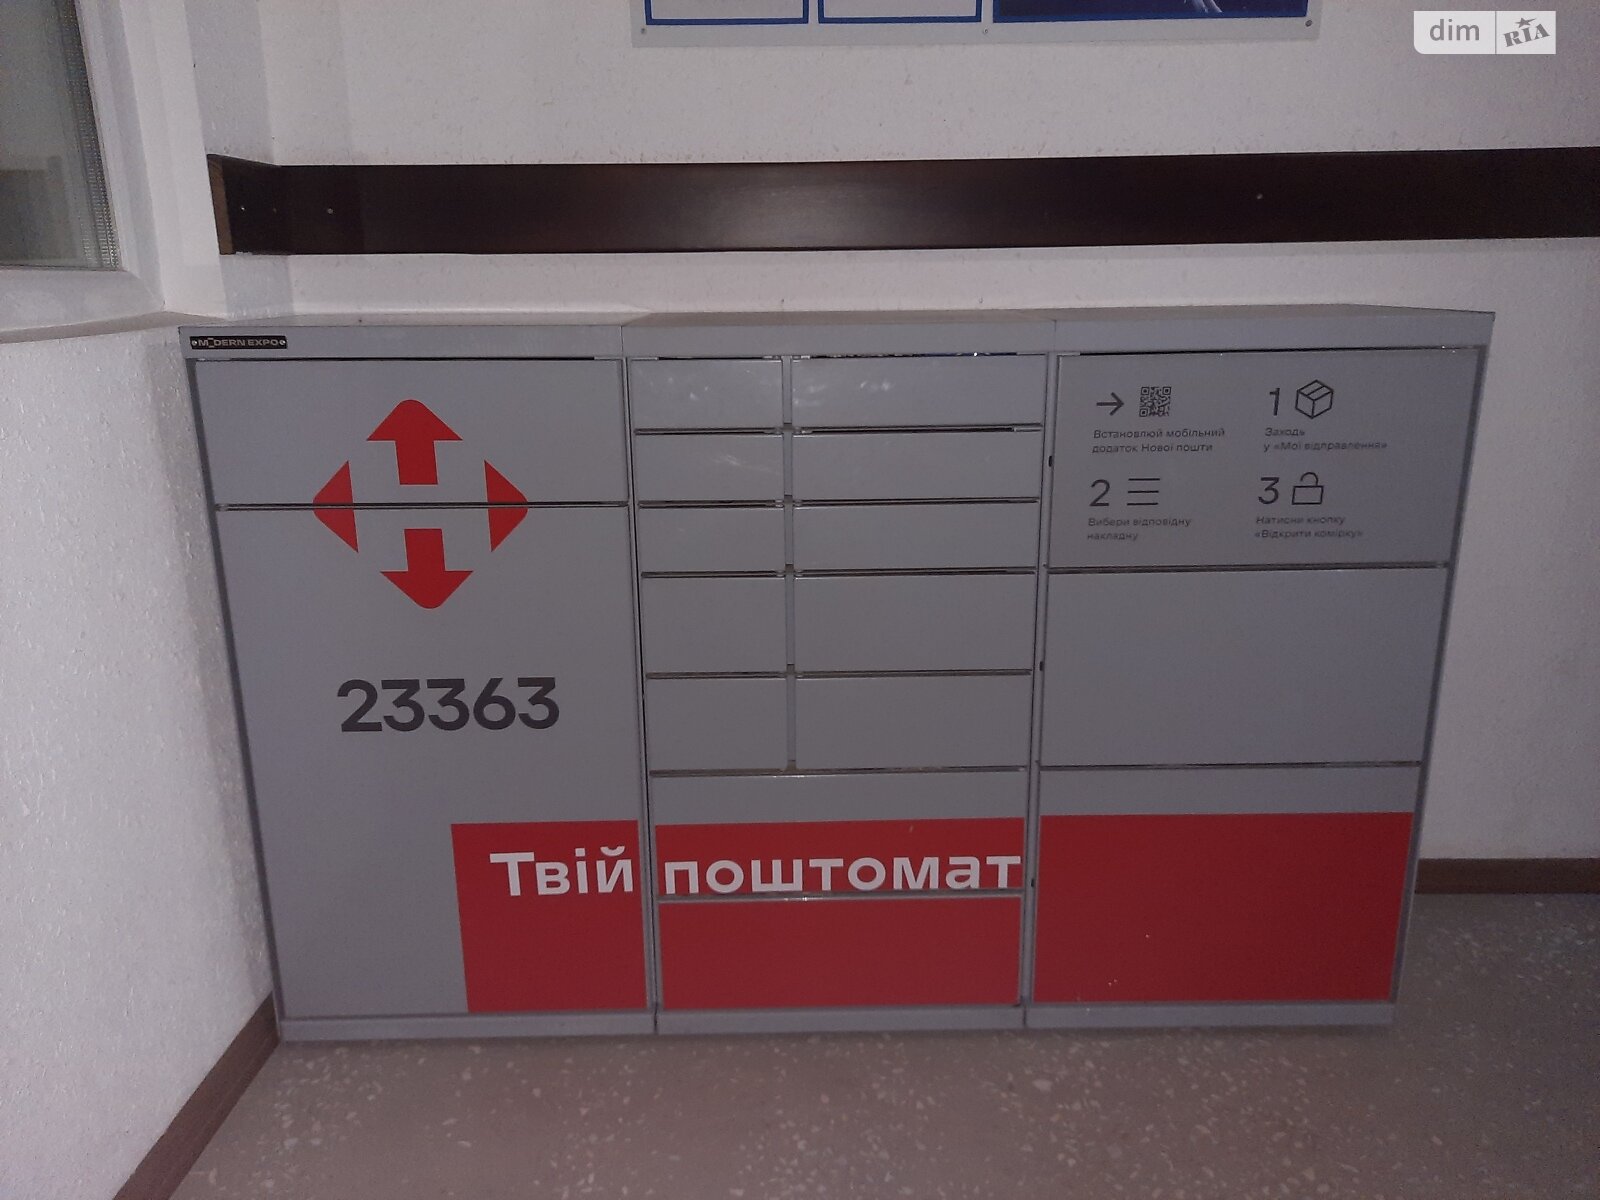 dim RIA
MODERN EXPO
1
Встановлюй мобільний
додаток Нової пошти
Заходь
у «Мої відправлення»
2
3
Вибери відповідну
накладну
Натисни кнопку
«Відкрити комірку»
23363
Твій поштомат